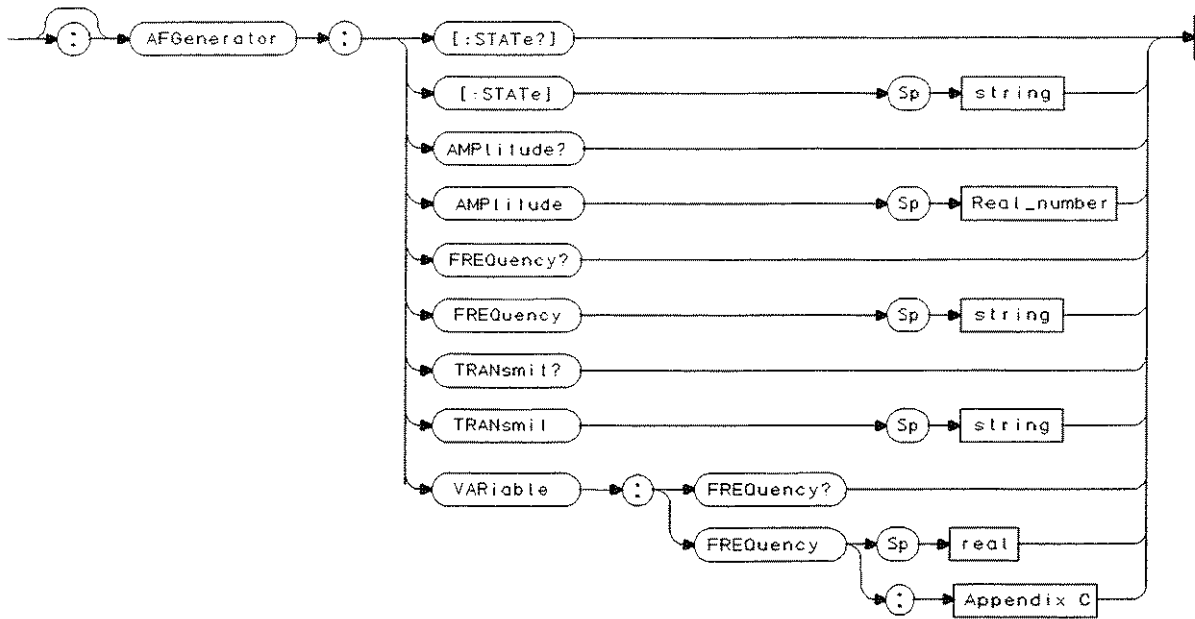 : AFGenerator : [:STATe?]
[:STATe] Sp string
AMPlitude?
AMPlitude Sp Real_number
FREQuency?
FREQuency Sp string
TRANsmit?
TRANsmit Sp string
VARiable : FREQuency?
FREQuency Sp real
: Appendix C